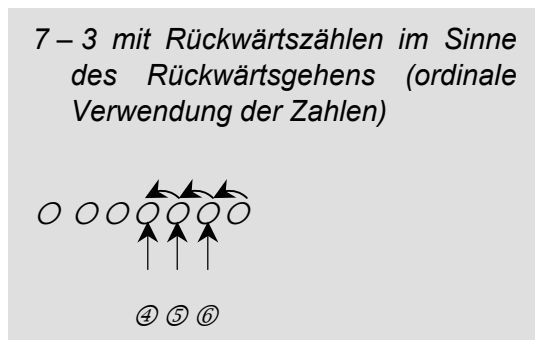 7 – 3 mit Rückwärtszählen im Sinne
des Rückwärtsgehens (ordinale
Verwendung der Zahlen)
④ ⑤ ⑥